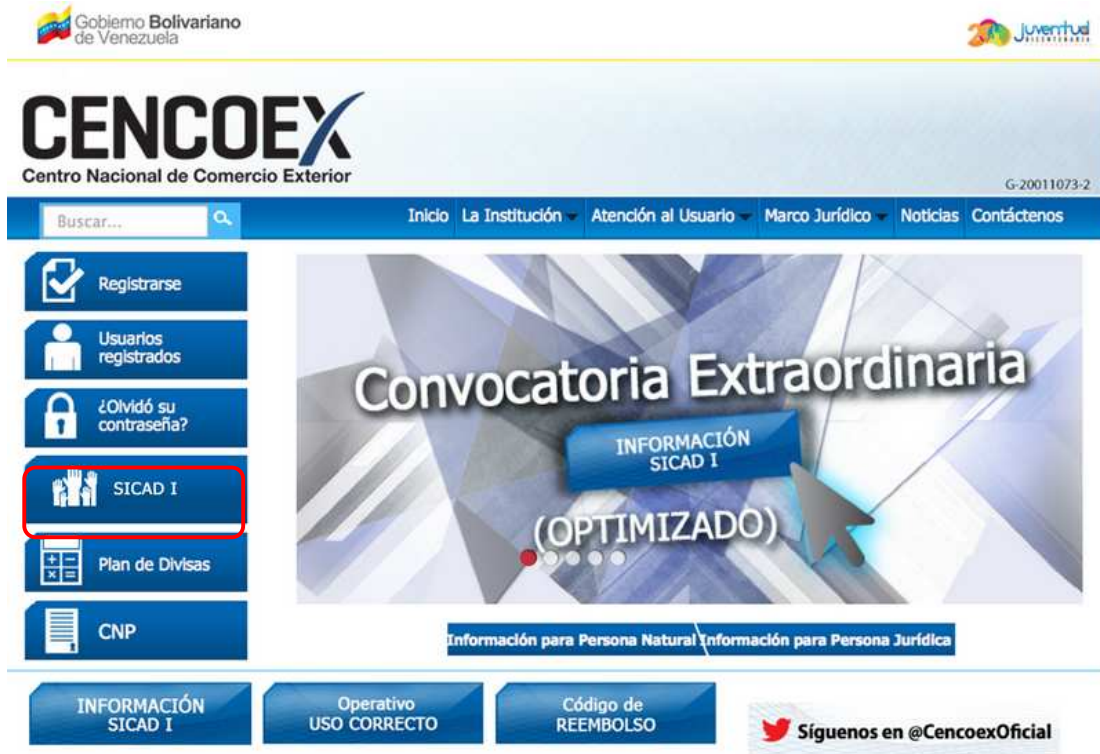 Gobierno Bolivariano
de Venezuela
200 Juventud
BICENTENARIA
CENCOEX
Centro Nacional de Comercio Exterior
G-20011073-2
Buscar...
Inicio La Institución Atención al Usuario Marco Jurídico Noticias Contáctenos
Registrarse
Usuarios
registrados
¿Olvidó su
contraseña?
SICAD I
Plan de Divisas
CNP
Convocatoria Extraordinaria
INFORMACIÓN
SICAD I
(OPTIMIZADO)
Información para Persona Natural Información para Persona Jurídica
INFORMACIÓN
SICAD I
Operativo
USO CORRECTO
Código de
REEMBOLSO
Síguenos en @CencoexOficial